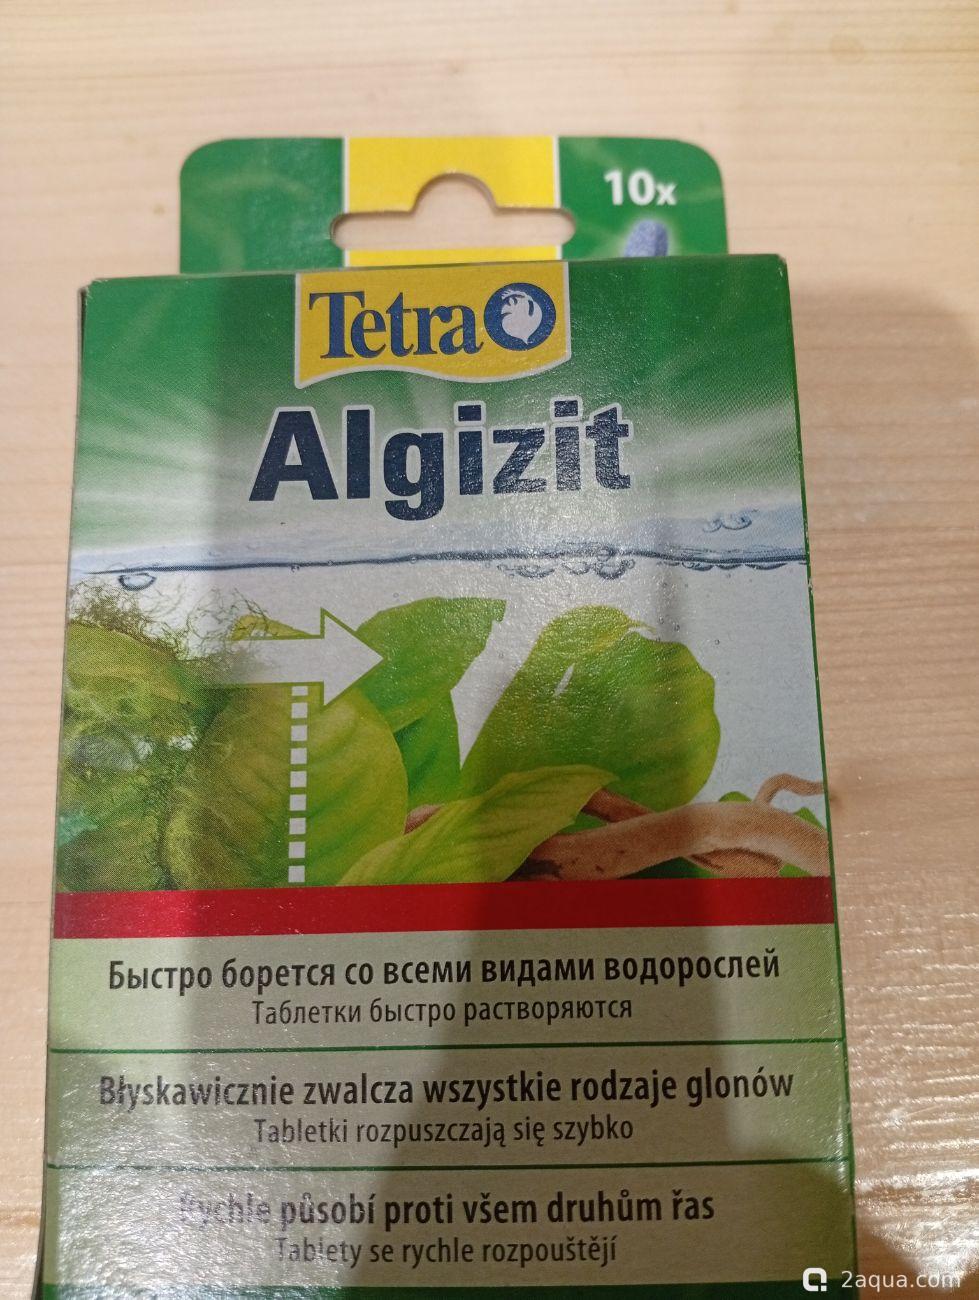 10x
Tetra
Algizit
Быстро борется со всеми видами водорослей
Таблетки быстро растворяются
Błyskawicznie zwalcza wszystkie rodzaje glonów
Tabletki rozpuszczają się szybko
Rychle působí proti všem druhům řas
Tablety se rychle rozpouštějí
2aqua.com